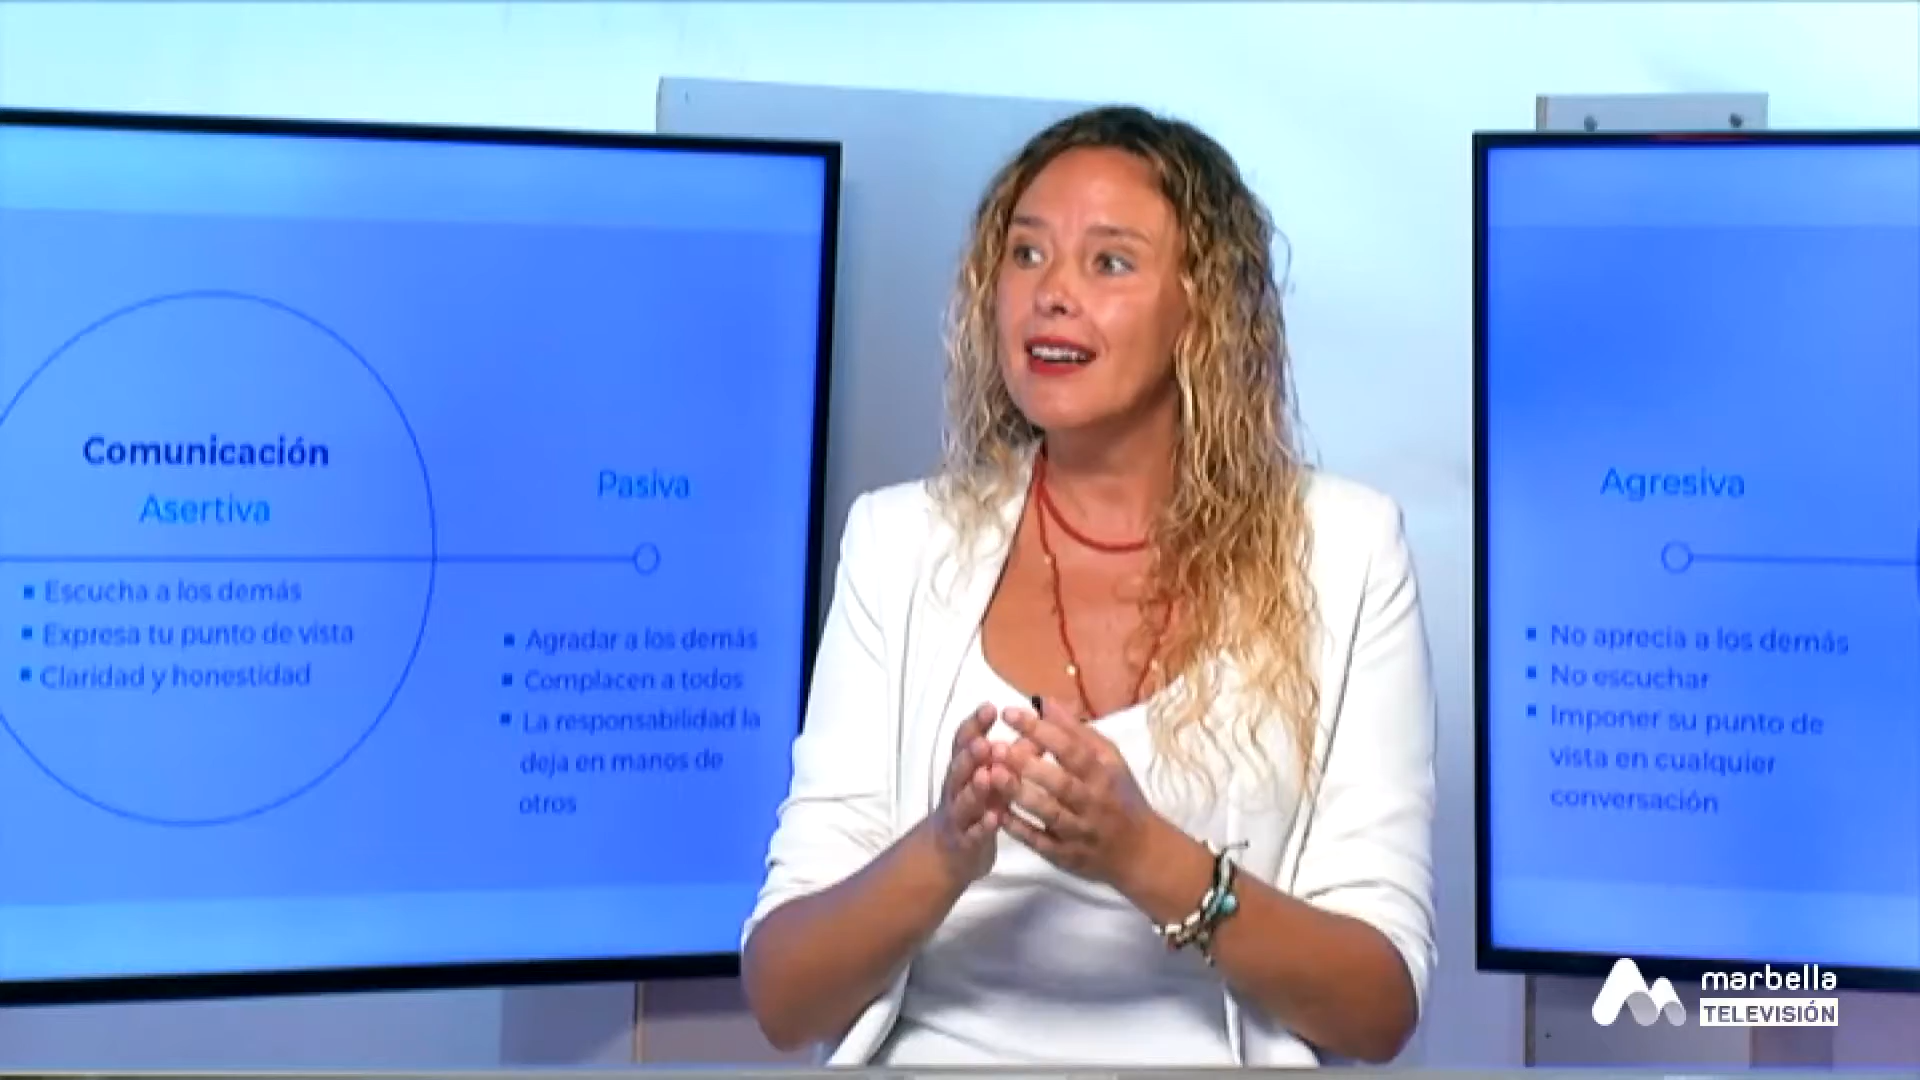 Comunicación
Asertiva
Escucha a los demás
Expresa tu punto de vista
Claridad y honestidad
Pasiva
Agradar a los demás
Complacen a todos
La responsabilidad la
deja en manos de
otros
Agresiva
No aprecia a los demás
No escuchar
Imponer su punto de
vista en cualquier
conversación
marbella
TELEVISIÓN